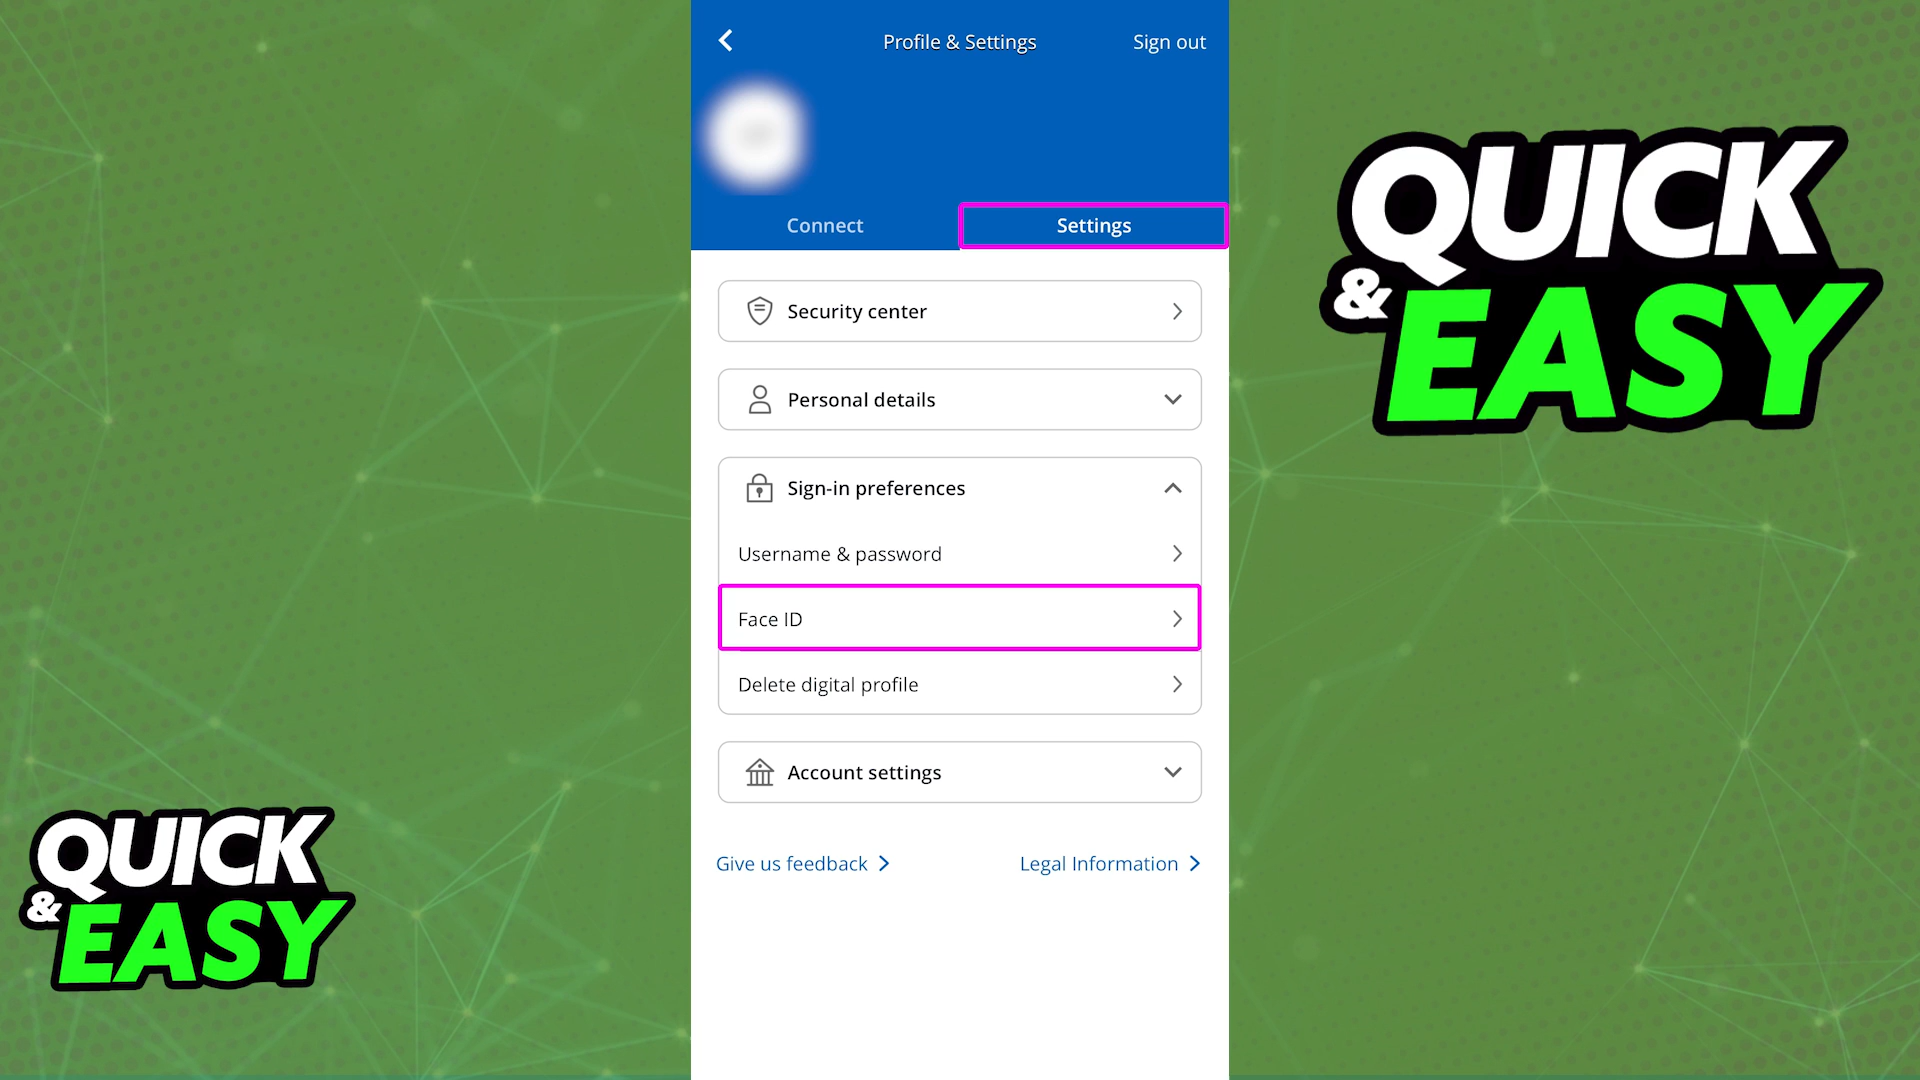 Profile & Settings
Sign out
Connect
Settings
Security center
Personal details
Sign-in preferences
Username & password
Face ID
Delete digital profile
Account settings
Give us feedback
Legal Information
QUICK
& EASY
QUICK
& EASY